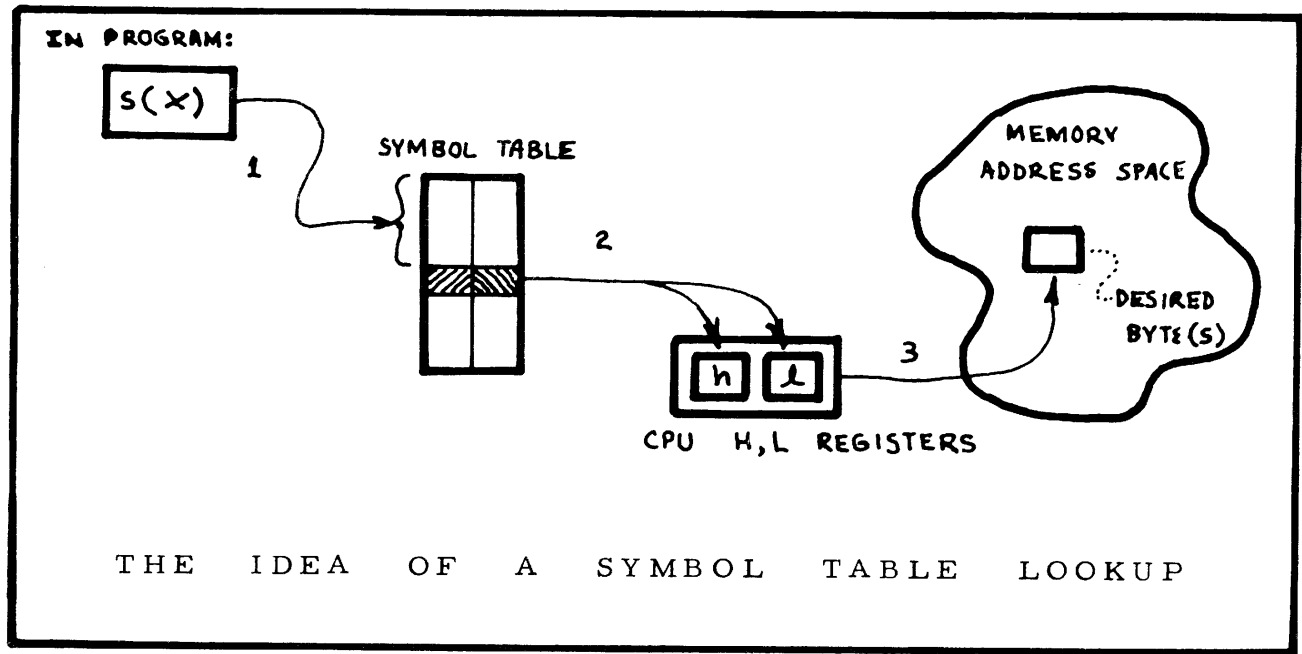 IN PROGRAM:
S(X)
1
SYMBOL TABLE
2
MEMORY
ADDRESS SPACE
DESIRED
BYTE(S)
3
h l
CPU H,L REGISTERS
THE IDEA OF A SYMBOL TABLE LOOKUP